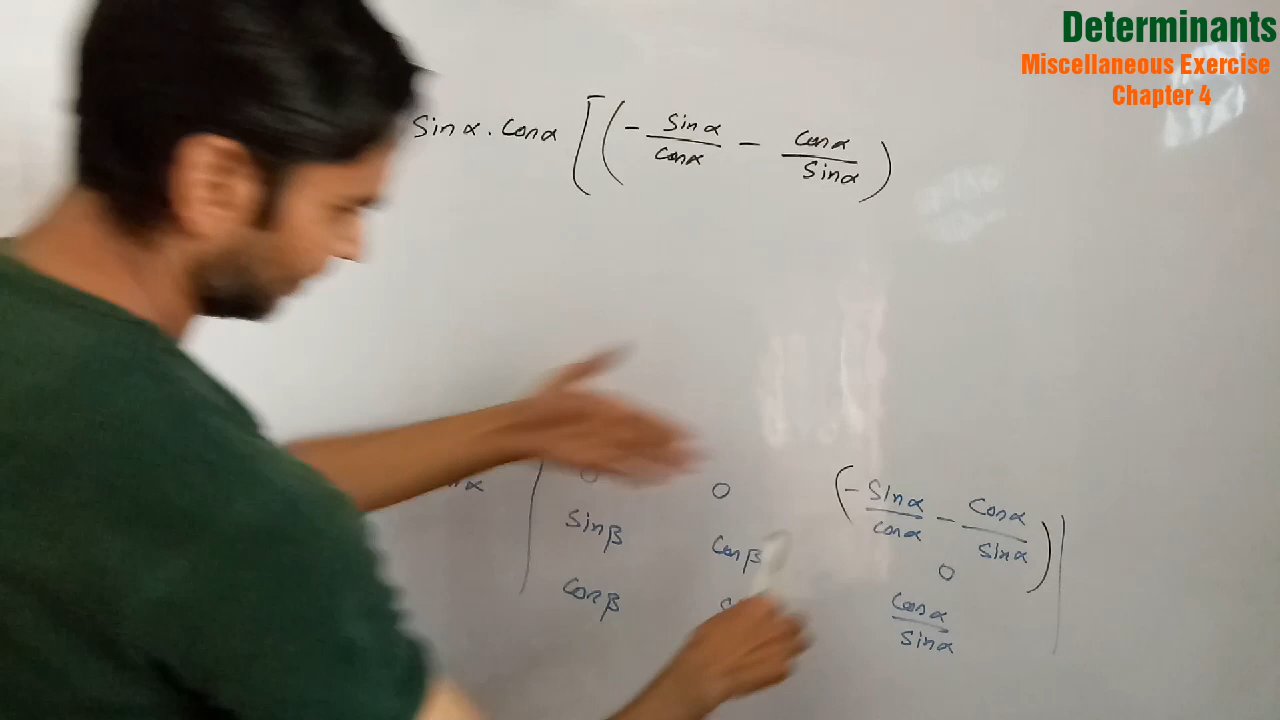 Determinants
Miscellaneous Exercise
Chapter 4
Sinα . Cosα [ ( - Sinα/Cosα - Cosα/Sinα )
0 0 ( - Sinα/Cosα - Cosα/Sinα )
Sinβ Cosβ 0
Cosβ Cosα/Sinα